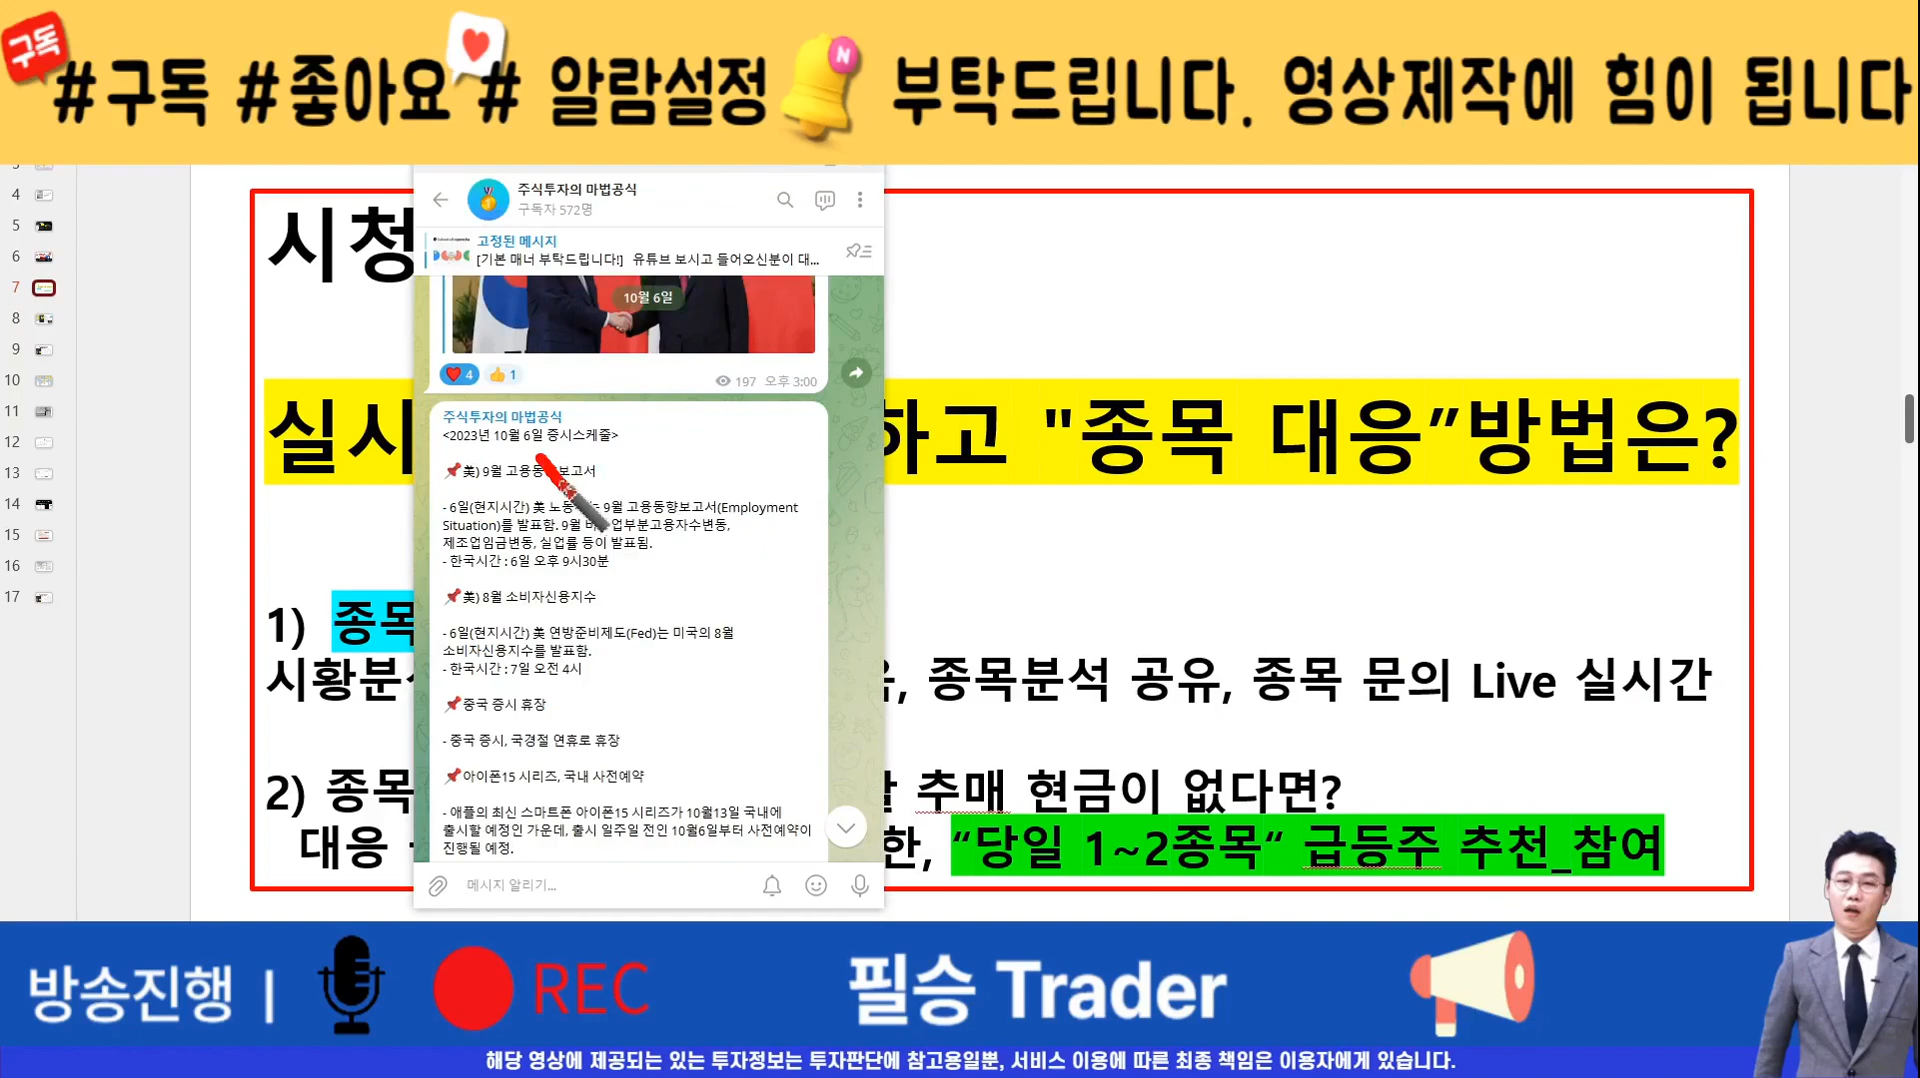 구독
#구독 #좋아요 # 알람설정 N 부탁드립니다. 영상제작에 힘이 됩니다
3
4
5
6
7
8
9
10
11
12
13
14
15
16
17
시청
실시
하고 "종목 대응”방법은?
1) 종목
시황분
, 종목분석 공유, 종목 문의 Live 실시간
2) 종목
추매 현금이 없다면?
대응
한, “당일 1~2종목“ 급등주 추천_참여
주식투자의 마법공식
구독자 572명
고정된 메시지
[기본 매너 부탁드립니다!] 유튜브 보시고 들어오신분이 대...
10월 6일
4
1
197 오후 3:00
주식투자의 마법공식
<2023년 10월 6일 증시스케줄>
美) 9월 고용동 보고서
- 6일(현지시간) 美 노동 9월 고용동향보고서(Employment
Situation)를 발표함. 9월 비 업부분고용자수변동,
제조업임금변동, 실업률 등이 발표됨.
- 한국시간 : 6일 오후 9시30분
美) 8월 소비자신용지수
- 6일(현지시간) 美 연방준비제도(Fed)는 미국의 8월
소비자신용지수를 발표함.
- 한국시간 : 7일 오전 4시
중국 증시 휴장
- 중국 증시, 국경절 연휴로 휴장
아이폰15 시리즈, 국내 사전예약
- 애플의 최신 스마트폰 아이폰15 시리즈가 10월13일 국내에
출시할 예정인 가운데, 출시 일주일 전인 10월6일부터 사전예약이
진행될 예정.
메시지 알리기...
방송진행 |
REC
필승 Trader
해당 영상에 제공되는 있는 투자정보는 투자판단에 참고용일뿐, 서비스 이용에 따른 최종 책임은 이용자에게 있습니다.